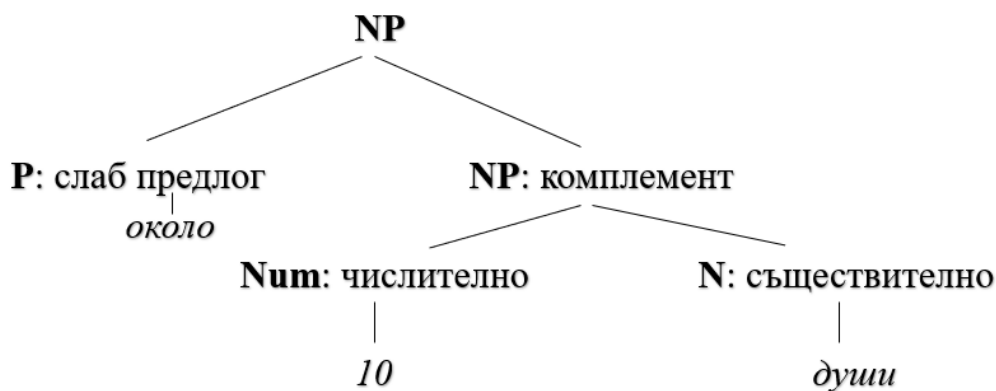 NP
P: слаб предлог NP: комплемент
около
Num: числително N: съществително
10 души